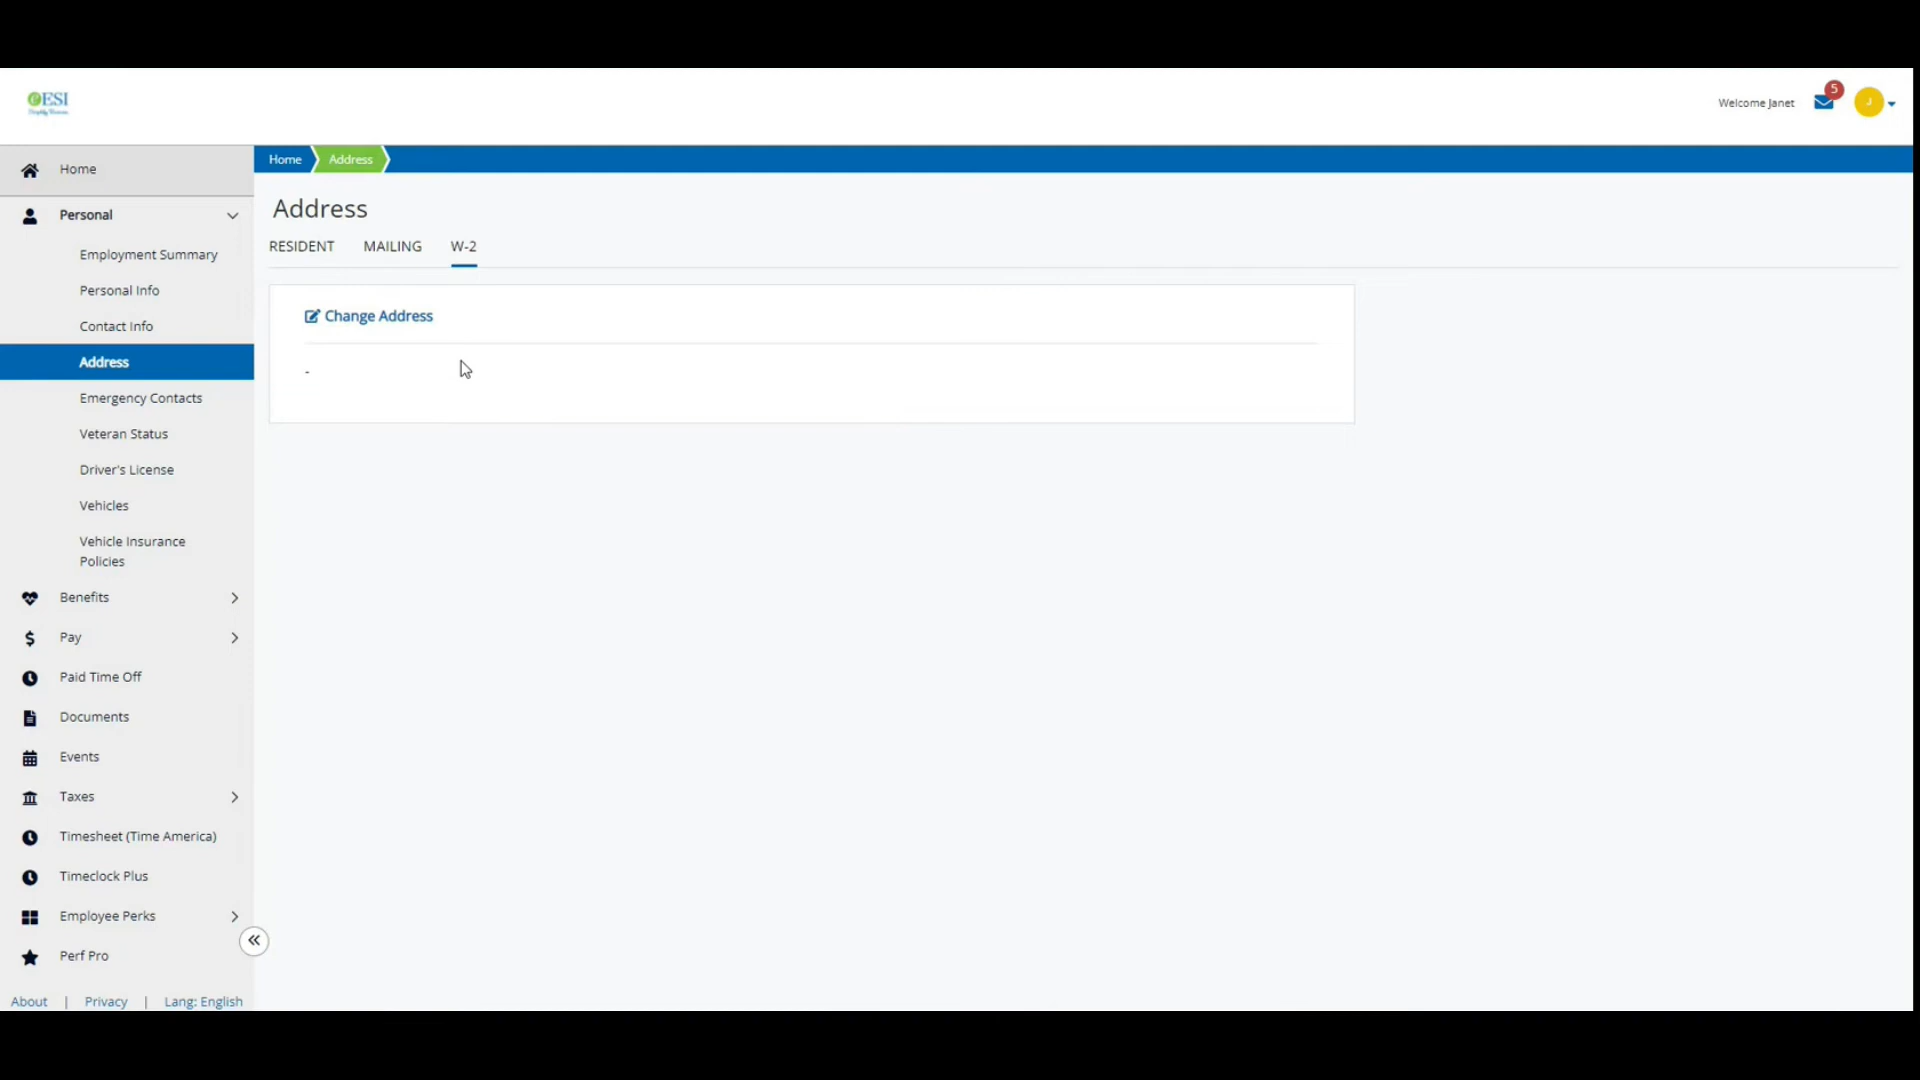 eESI
Welcome Janet
5
J
Home
Home
Address
Personal
Employment Summary
Personal Info
Contact Info
Address
Emergency Contacts
Veteran Status
Driver's License
Vehicles
Vehicle Insurance
Policies
Benefits
Pay
Paid Time Off
Documents
Events
Taxes
Timesheet (Time America)
Timeclock Plus
Employee Perks
Perf Pro
About | Privacy | Lang: English
Address
RESIDENT MAILING W-2
Change Address
-